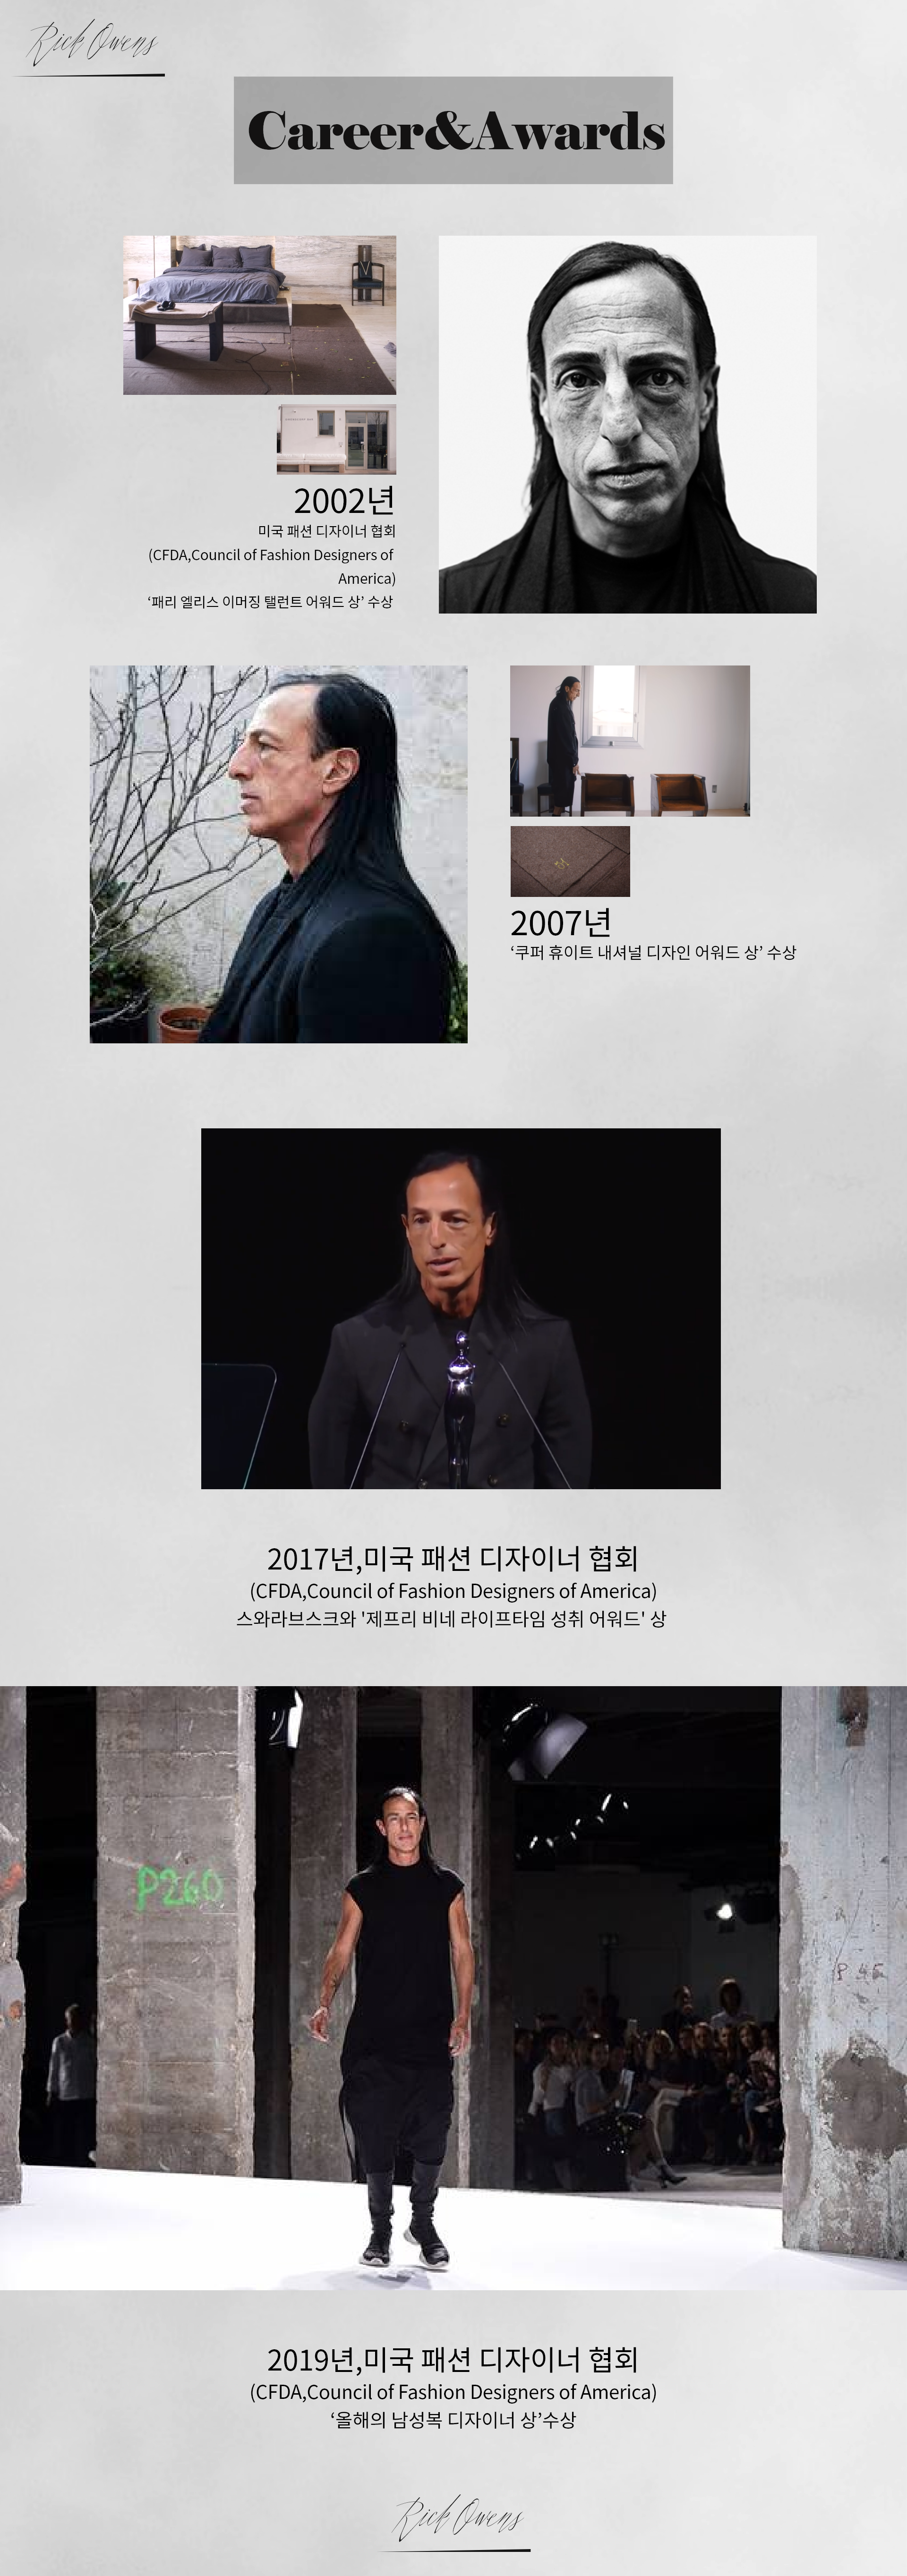 Rick Owens
Career&Awards
2002년
미국 패션 디자이너 협회
(CFDA,Council of Fashion Designers of
America)
‘패리 엘리스 이머징 탤런트 어워드 상’ 수상
2007년
‘쿠퍼 휴이트 내셔널 디자인 어워드 상’ 수상
2017년,미국 패션 디자이너 협회
(CFDA,Council of Fashion Designers of America)
스와라브스크와 '제프리 비네 라이프타임 성취 어워드' 상
P260
P 45
2019년,미국 패션 디자이너 협회
(CFDA,Council of Fashion Designers of America)
‘올해의 남성복 디자이너 상’수상
Rick Owens